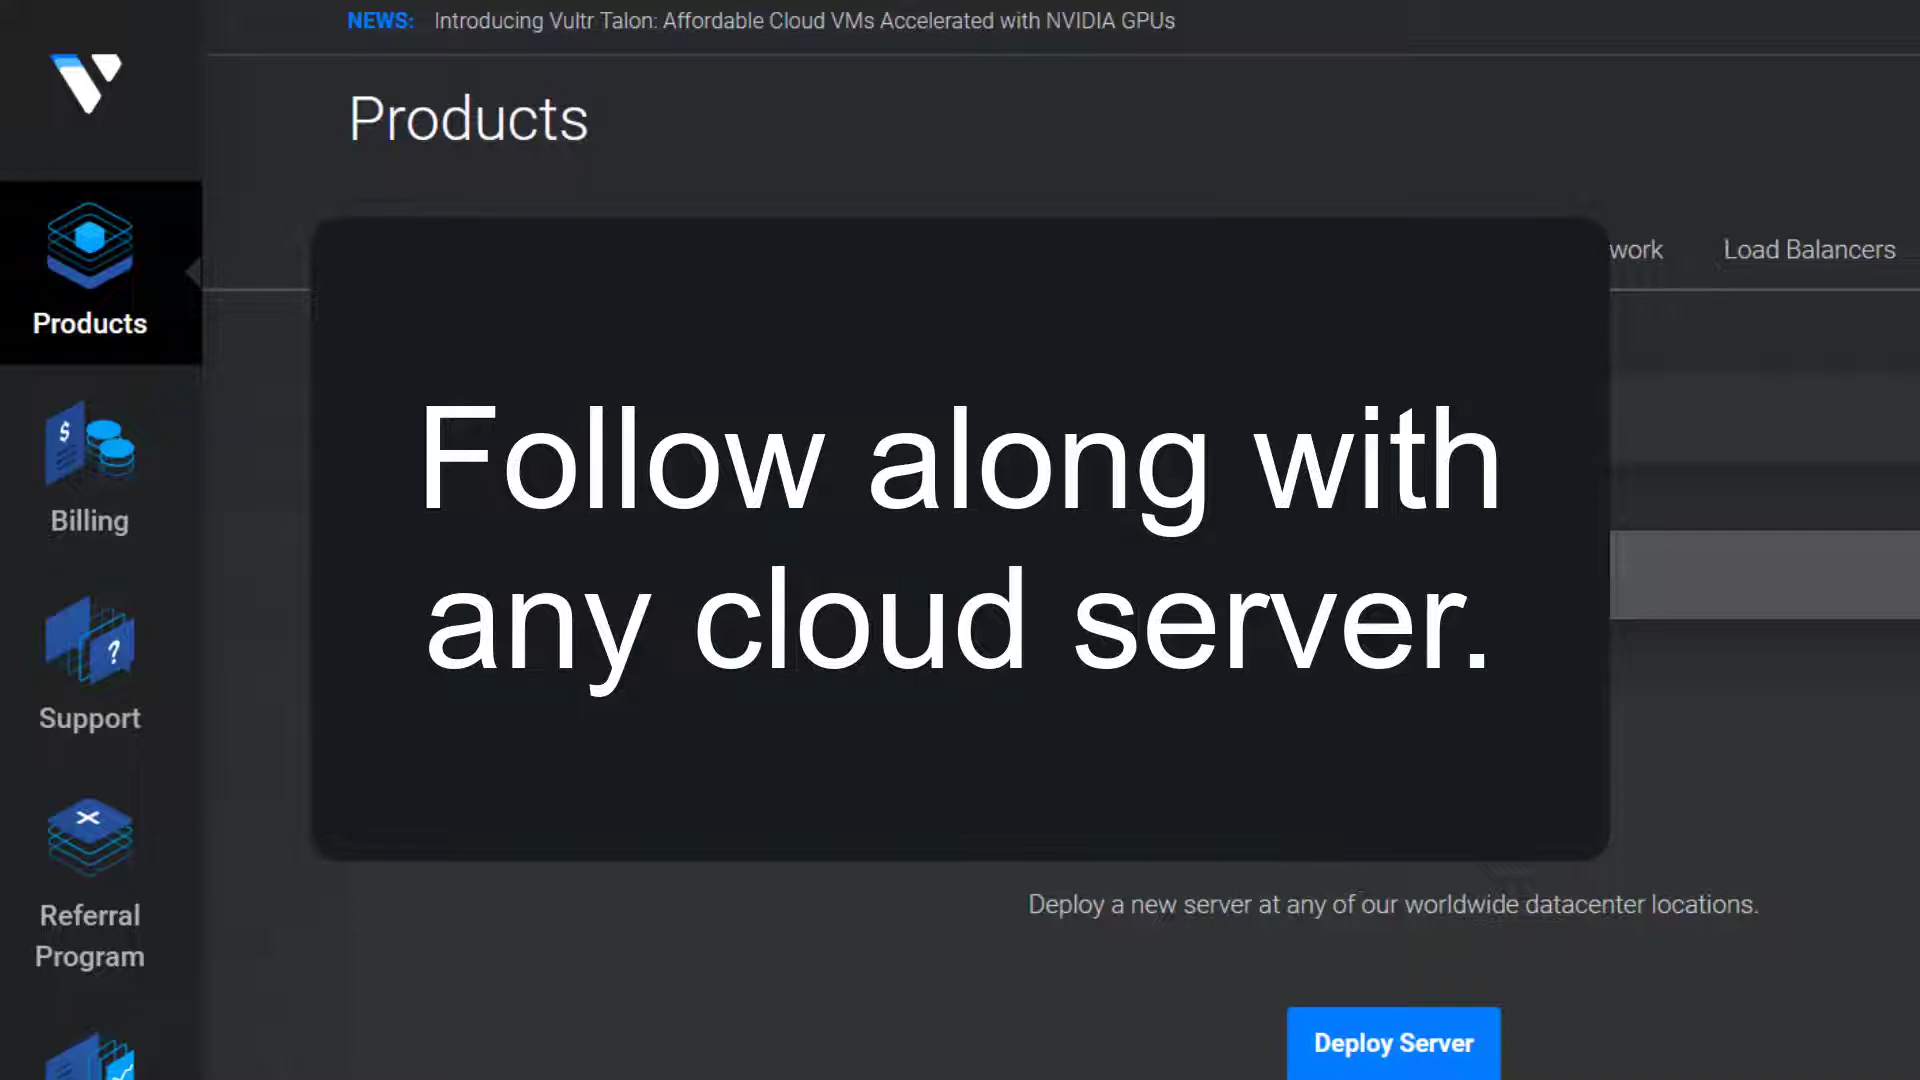 NEWS: Introducing Vultr Talon: Affordable Cloud VMs Accelerated with NVIDIA GPUs
Products
work Load Balancers
Products
Follow along with
any cloud server.
$
Billing
?
Support
Referral
Program
Deploy a new server at any of our worldwide datacenter locations.
Deploy Server